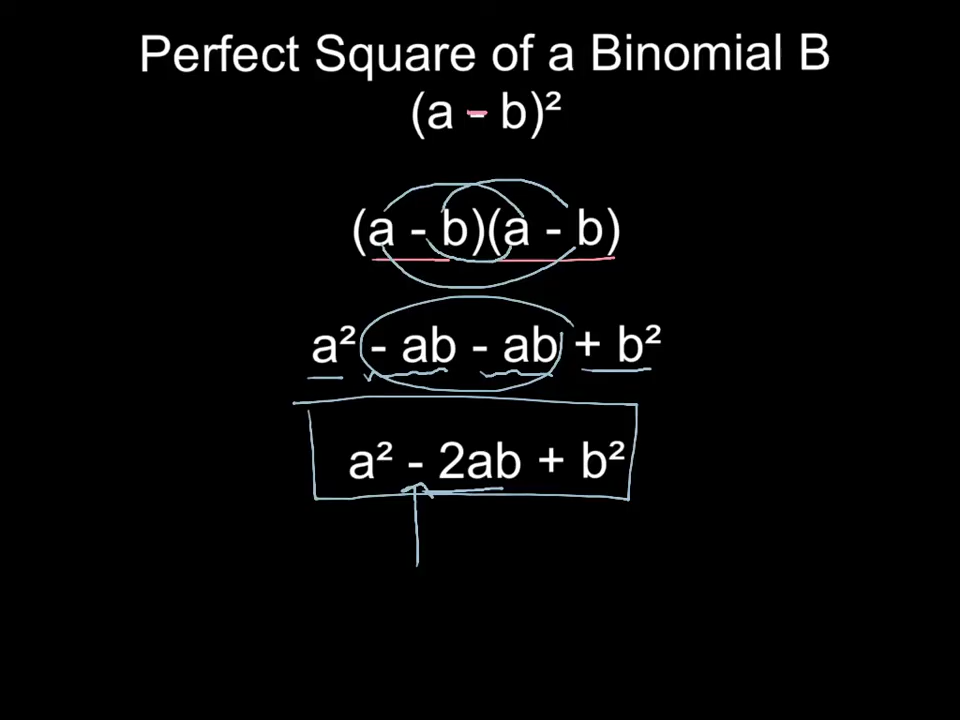 Perfect Square of a Binomial B
(a - b)²
(a - b)(a - b)
a² - ab - ab + b²
a² - 2ab + b²